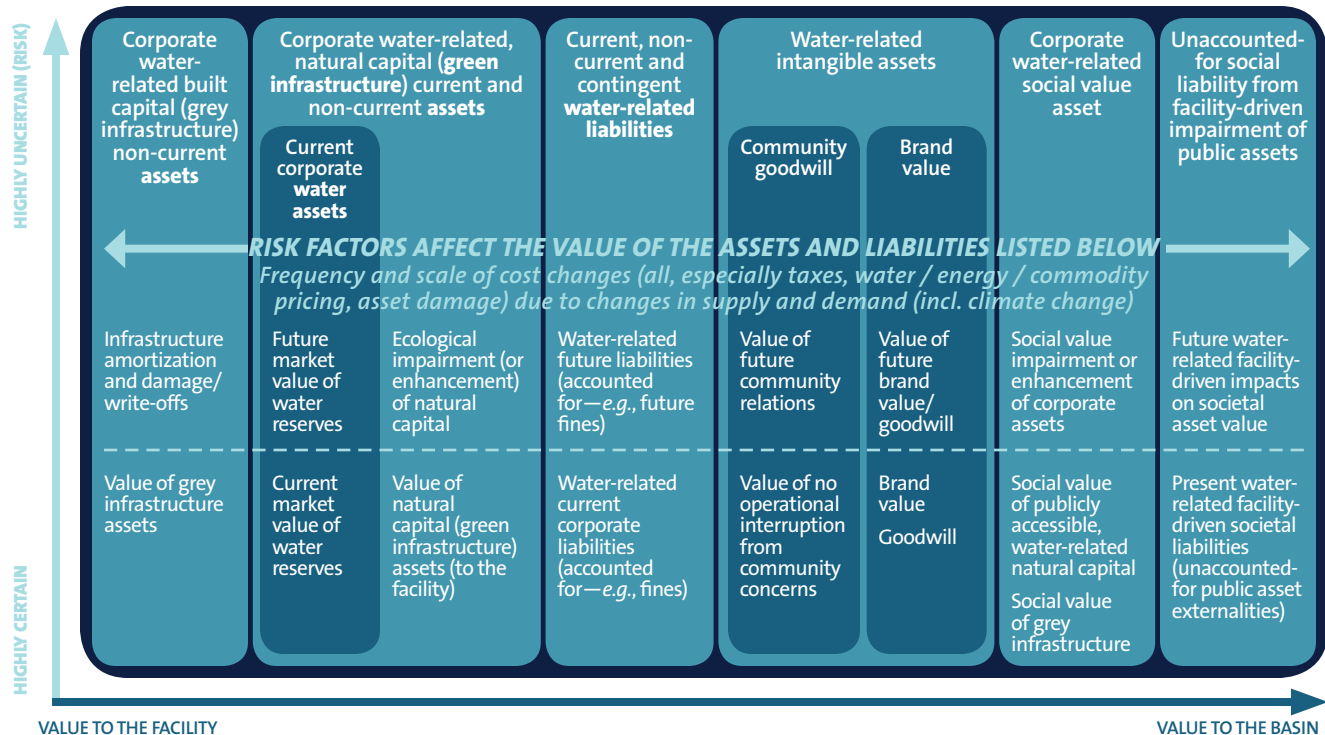 HIGHLY UNCERTAIN (RISK)
HIGHLY CERTAIN
Corporate
water-
related built
capital (grey
infrastructure)
non-current
assets
Corporate water-related,
natural capital (green
infrastructure) current and
non-current assets
Current
corporate
water
assets
Current, non-
current and
contingent
water-related
liabilities
Water-related
intangible assets
Community
goodwill
Brand
value
Corporate
water-related
social value
asset
Unaccounted-
for social
liability from
facility-driven
impairment of
public assets
RISK FACTORS AFFECT THE VALUE OF THE ASSETS AND LIABILITIES LISTED BELOW
Frequency and scale of cost changes (all, especially taxes, water / energy / commodity
pricing, asset damage) due to changes in supply and demand (incl. climate change)
Infrastructure
amortization
and damage/
write-offs
Future
market
value of
water
reserves
Ecological
impairment (or
enhancement)
of natural
capital
Water-related
future liabilities
(accounted
for—e.g., future
fines)
Value of
future
community
relations
Value of
future
brand
value/
goodwill
Social value
impairment or
enhancement
of corporate
assets
Future water-
related facility-
driven impacts
on societal
asset value
Value of grey
infrastructure
assets
Current
market
value of
water
reserves
Value of
natural
capital (green
infrastructure)
assets (to the
facility)
Water-related
current
corporate
liabilities
(accounted
for—e.g., fines)
Value of no
operational
interruption
from
community
concerns
Brand
value
Goodwill
Social value
of publicly
accessible,
water-related
natural capital
Social value
of grey
infrastructure
Present water-
related facility-
driven societal
liabilities
(unaccounted-
for public asset
externalities)
VALUE TO THE FACILITY
VALUE TO THE BASIN